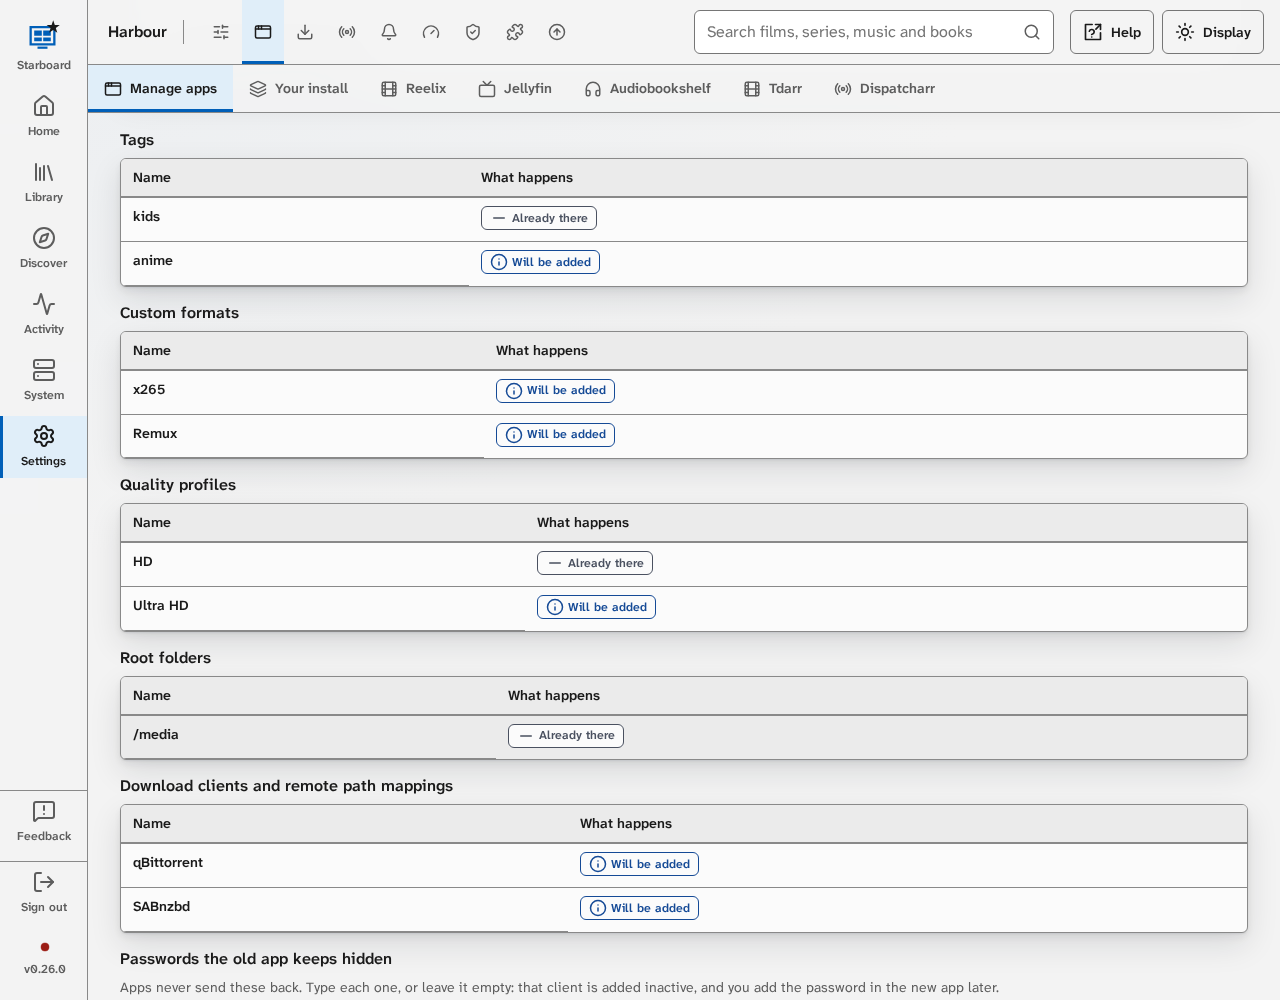 Starboard
Home
Library
Discover
Activity
System
Settings
Feedback
Sign out
v0.26.0
Harbour
Search films, series, music and books
Help
Display
Manage apps
Your install
Reelix
Jellyfin
Audiobookshelf
Tdarr
Dispatcharr
Tags
Name What happens
kids Already there
anime Will be added
Custom formats
Name What happens
x265 Will be added
Remux Will be added
Quality profiles
Name What happens
HD Already there
Ultra HD Will be added
Root folders
Name What happens
/media Already there
Download clients and remote path mappings
Name What happens
qBittorrent Will be added
SABnzbd Will be added
Passwords the old app keeps hidden
Apps never send these back. Type each one, or leave it empty: that client is added inactive, and you add the password in the new app later.